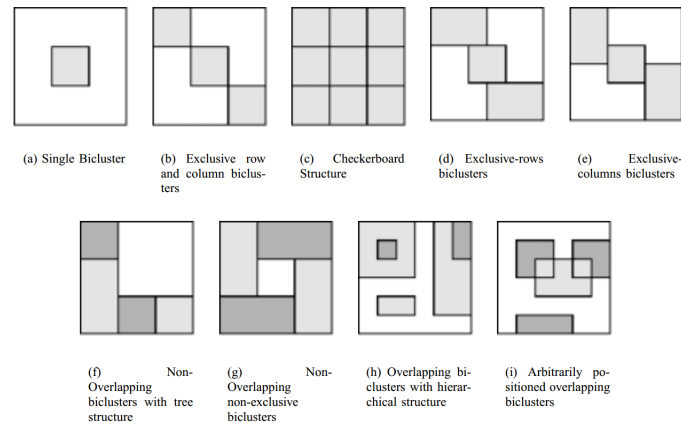 (a) Single Bicluster
(b) Exclusive row
and column biclus-
ters
(c) Checkerboard
Structure
(d) Exclusive-rows
biclusters
(e) Exclusive-
columns biclusters
(f) Non-
Overlapping
biclusters with tree
structure
(g) Non-
Overlapping
non-exclusive
biclusters
(h) Overlapping bi-
clusters with hierar-
chical structure
(i) Arbitrarily po-
sitioned overlapping
biclusters